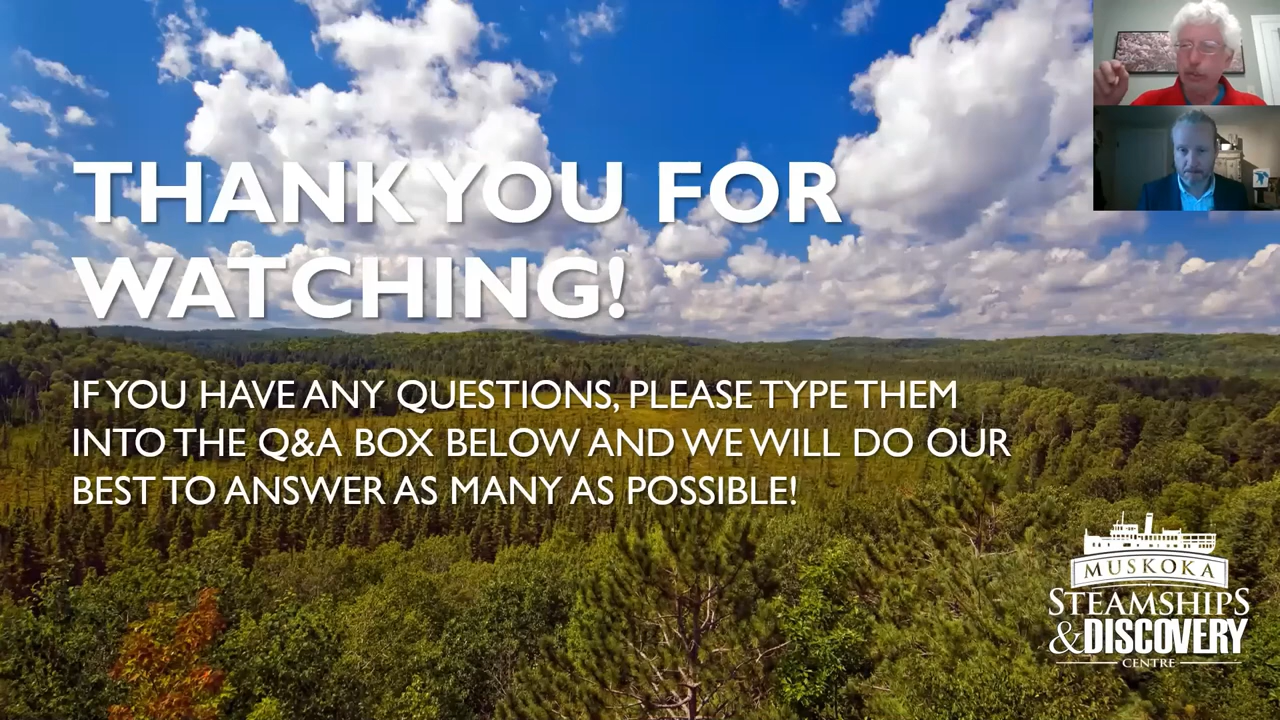 THANK YOU FOR
WATCHING!
IF YOU HAVE ANY QUESTIONS, PLEASE TYPE THEM
INTO THE Q&A BOX BELOW AND WE WILL DO OUR
BEST TO ANSWER AS MANY AS POSSIBLE!
MUSKOKA
STEAMSHIPS
&DISCOVERY
CENTRE